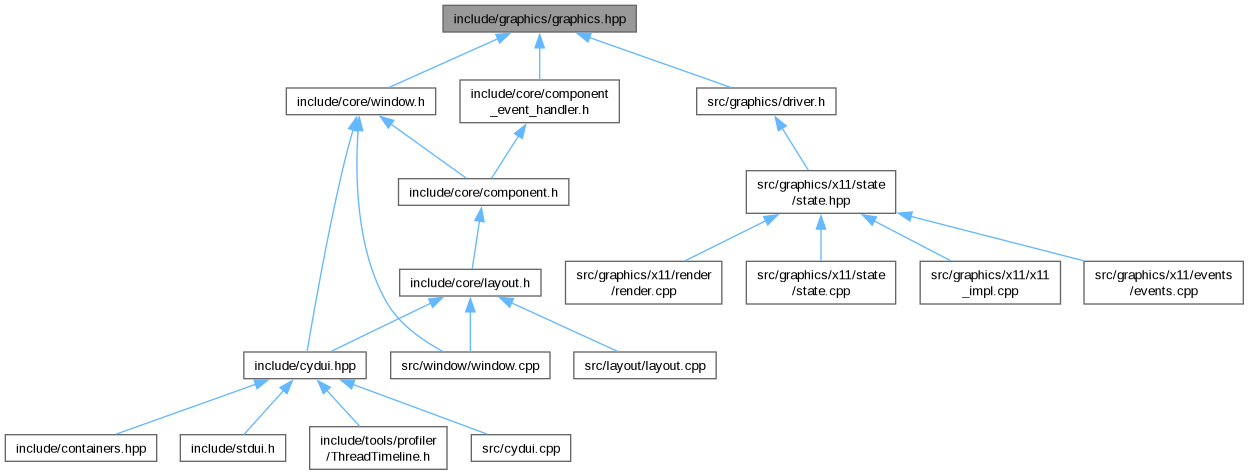 include/graphics/graphics.hpp
include/core/window.h
include/core/component
_event_handler.h
src/graphics/driver.h
include/core/component.h
src/graphics/x11/state
/state.hpp
include/core/layout.h
src/graphics/x11/render
/render.cpp
src/graphics/x11/state
/state.cpp
src/graphics/x11/x11
_impl.cpp
src/graphics/x11/events
/events.cpp
include/cydui.hpp
src/window/window.cpp
src/layout/layout.cpp
include/containers.hpp
include/stdui.h
include/tools/profiler
/ThreadTimeline.h
src/cydui.cpp